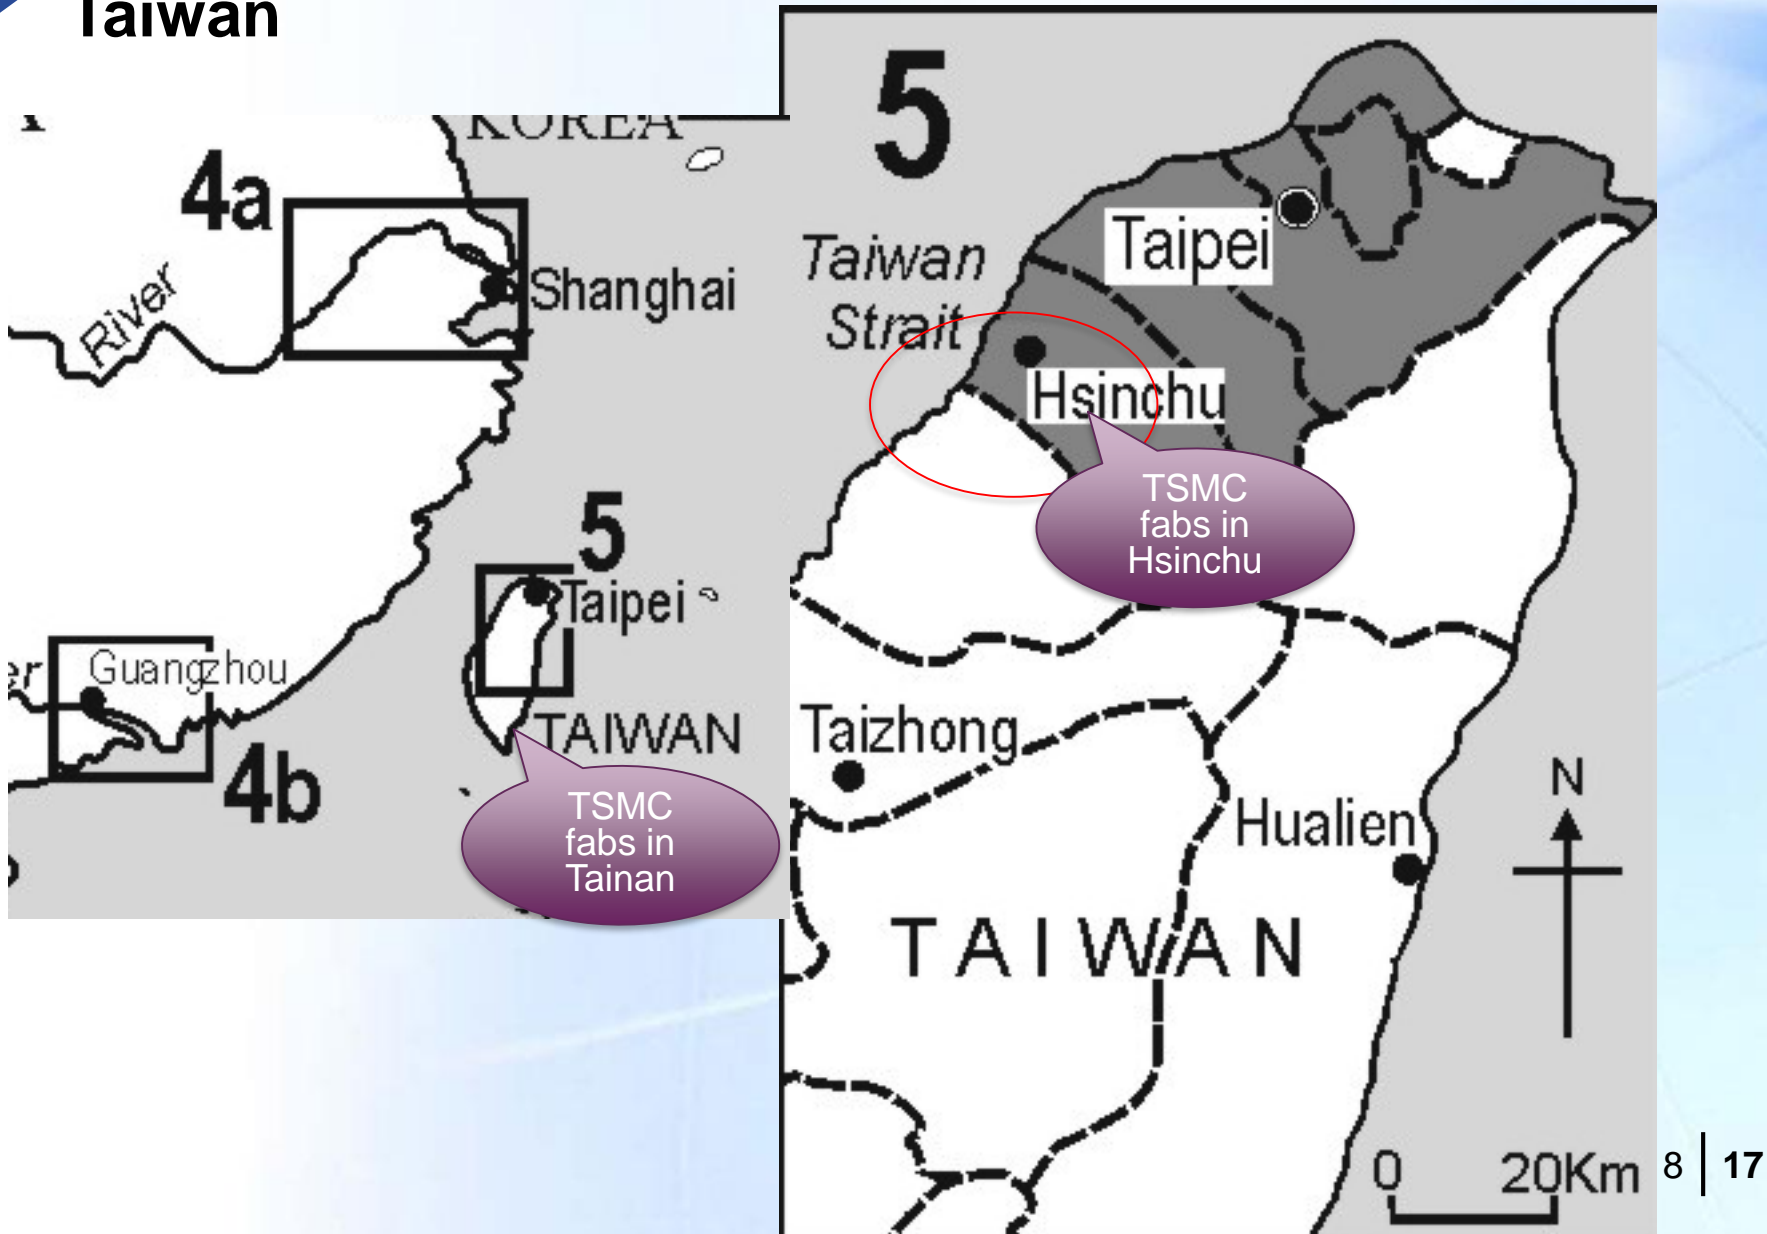 Taiwan
KOREA
4a
Shanghai
River
5
Taipei
er
Guangzhou
TAIWAN
4b
TSMC
fabs in
Tainan
5
Taiwan
Strait
Taipei
Hsinchu
TSMC
fabs in
Hsinchu
Taizhong
Hualien
N
TAIWAN
0 20Km
8 | 17